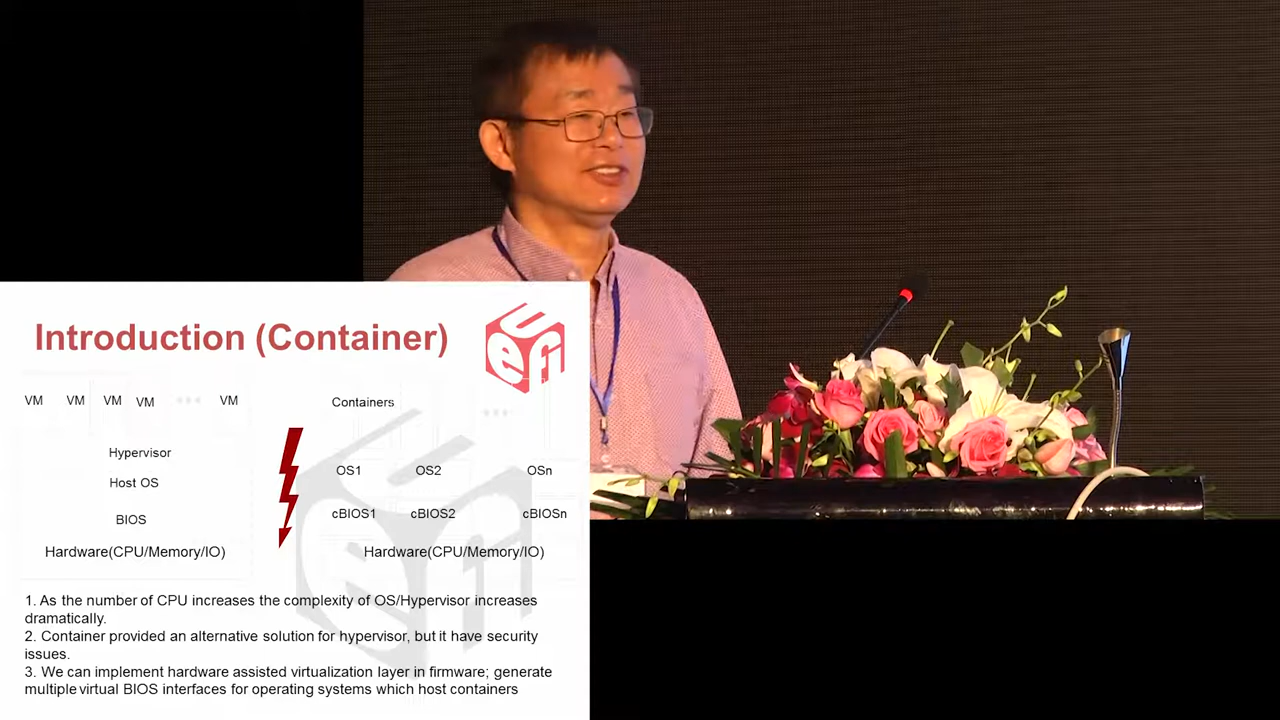 Introduction (Container)
UEFI
VM VM VM VM VM
Containers
Hypervisor
Host OS
OS1 OS2 OSn
BIOS
cBIOS1 cBIOS2 cBIOSn
Hardware(CPU/Memory/IO)
Hardware(CPU/Memory/IO)
1. As the number of CPU increases the complexity of OS/Hypervisor increases
dramatically.
2. Container provided an alternative solution for hypervisor, but it have security
issues.
3. We can implement hardware assisted virtualization layer in firmware; generate
multiple virtual BIOS interfaces for operating systems which host containers